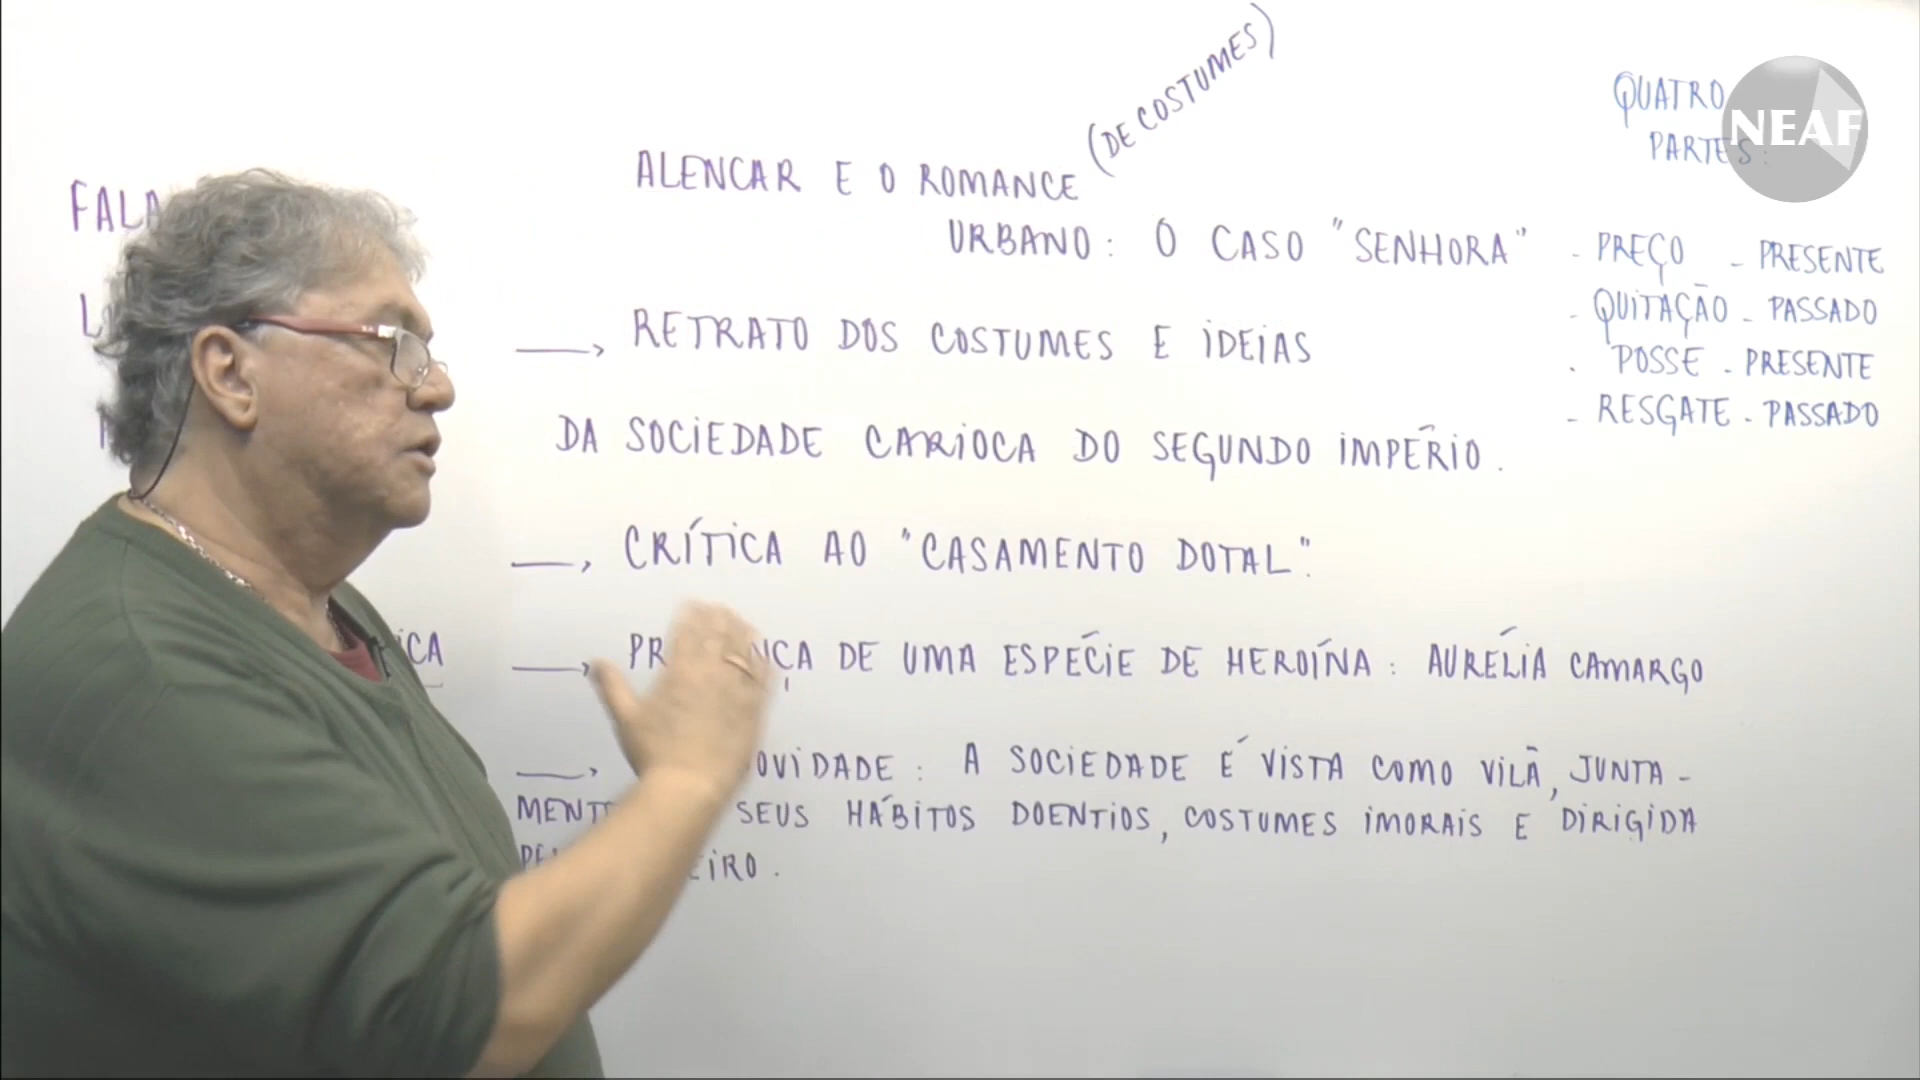 (DE COSTUMES)
ALENCAR E O ROMANCE
URBANO: O CASO "SENHORA"
→ RETRATO DOS COSTUMES E IDEIAS
DA SOCIEDADE CARIOCA DO SEGUNDO IMPÉRIO.
→ CRÍTICA AO "CASAMENTO DOTAL".
→ DE UMA ESPÉCIE DE HEROÍNA: AURÉLIA CAMARGO
→ : A SOCIEDADE É VISTA COMO VILÃ, JUNTA-
SEUS HÁBITOS DOENTIOS, COSTUMES IMORAIS E DIRIGIDA
QUATRO
PARTES:
- PREÇO - PRESENTE
- QUITAÇÃO - PASSADO
. POSSE - PRESENTE
- RESGATE - PASSADO
NEAF